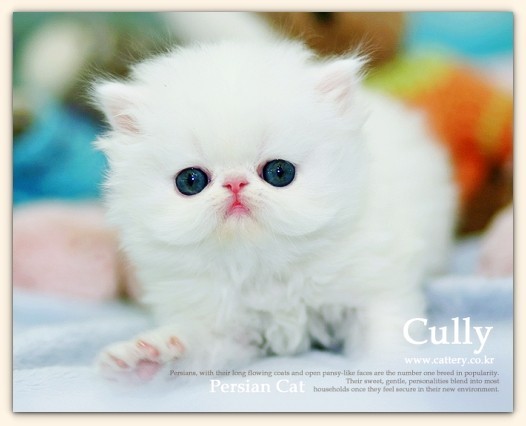 Cully
www.cattery.co.kr
Persians, with their long flowing coats and open pansy-like faces are the number one breed in popularity.
Their sweet, gentle, personalities blend into most
Persian Cat households once they feel secure in their new environment.